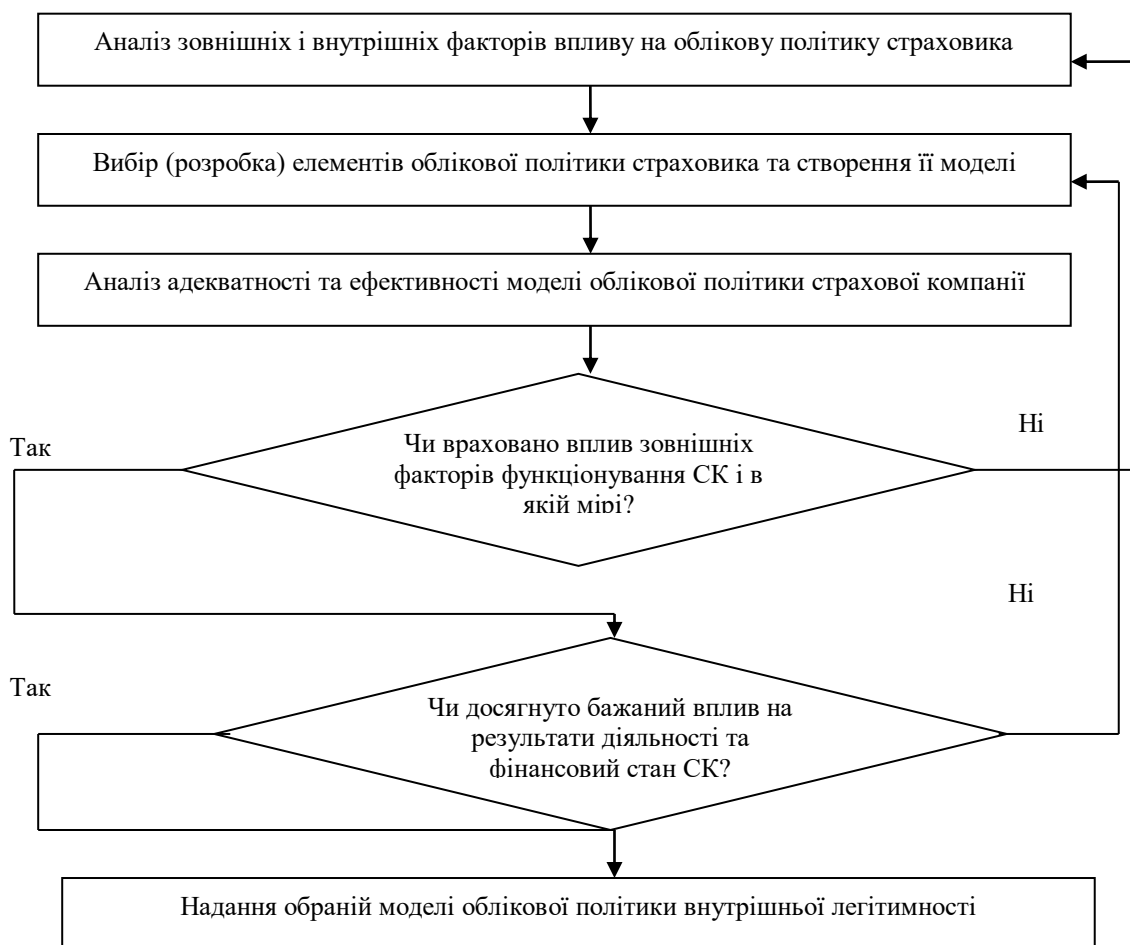 Аналіз зовнішніх і внутрішніх факторів впливу на облікову політику страховика
Вибір (розробка) елементів облікової політики страховика та створення її моделі
Аналіз адекватності та ефективності моделі облікової політики страхової компанії
Так
Чи враховано вплив зовнішніх
факторів функціонування СК і в
якій мірі?
Ні
Ні
Так
Чи досягнуто бажаний вплив на
результати діяльності та
фінансовий стан СК?
Надання обраній моделі облікової політики внутрішньої легітимності